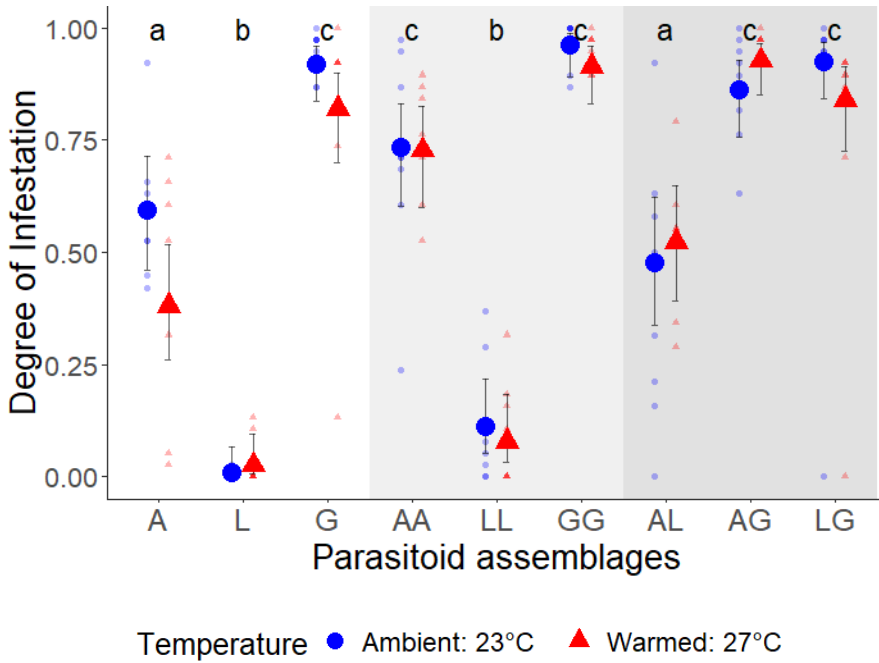 a b c c b c a c c
1.00
0.75
0.50
0.25
0.00
Degree of Infestation
A L G AA LL GG AL AG LG
Parasitoid assemblages
Temperature Ambient: 23°C Warmed: 27°C